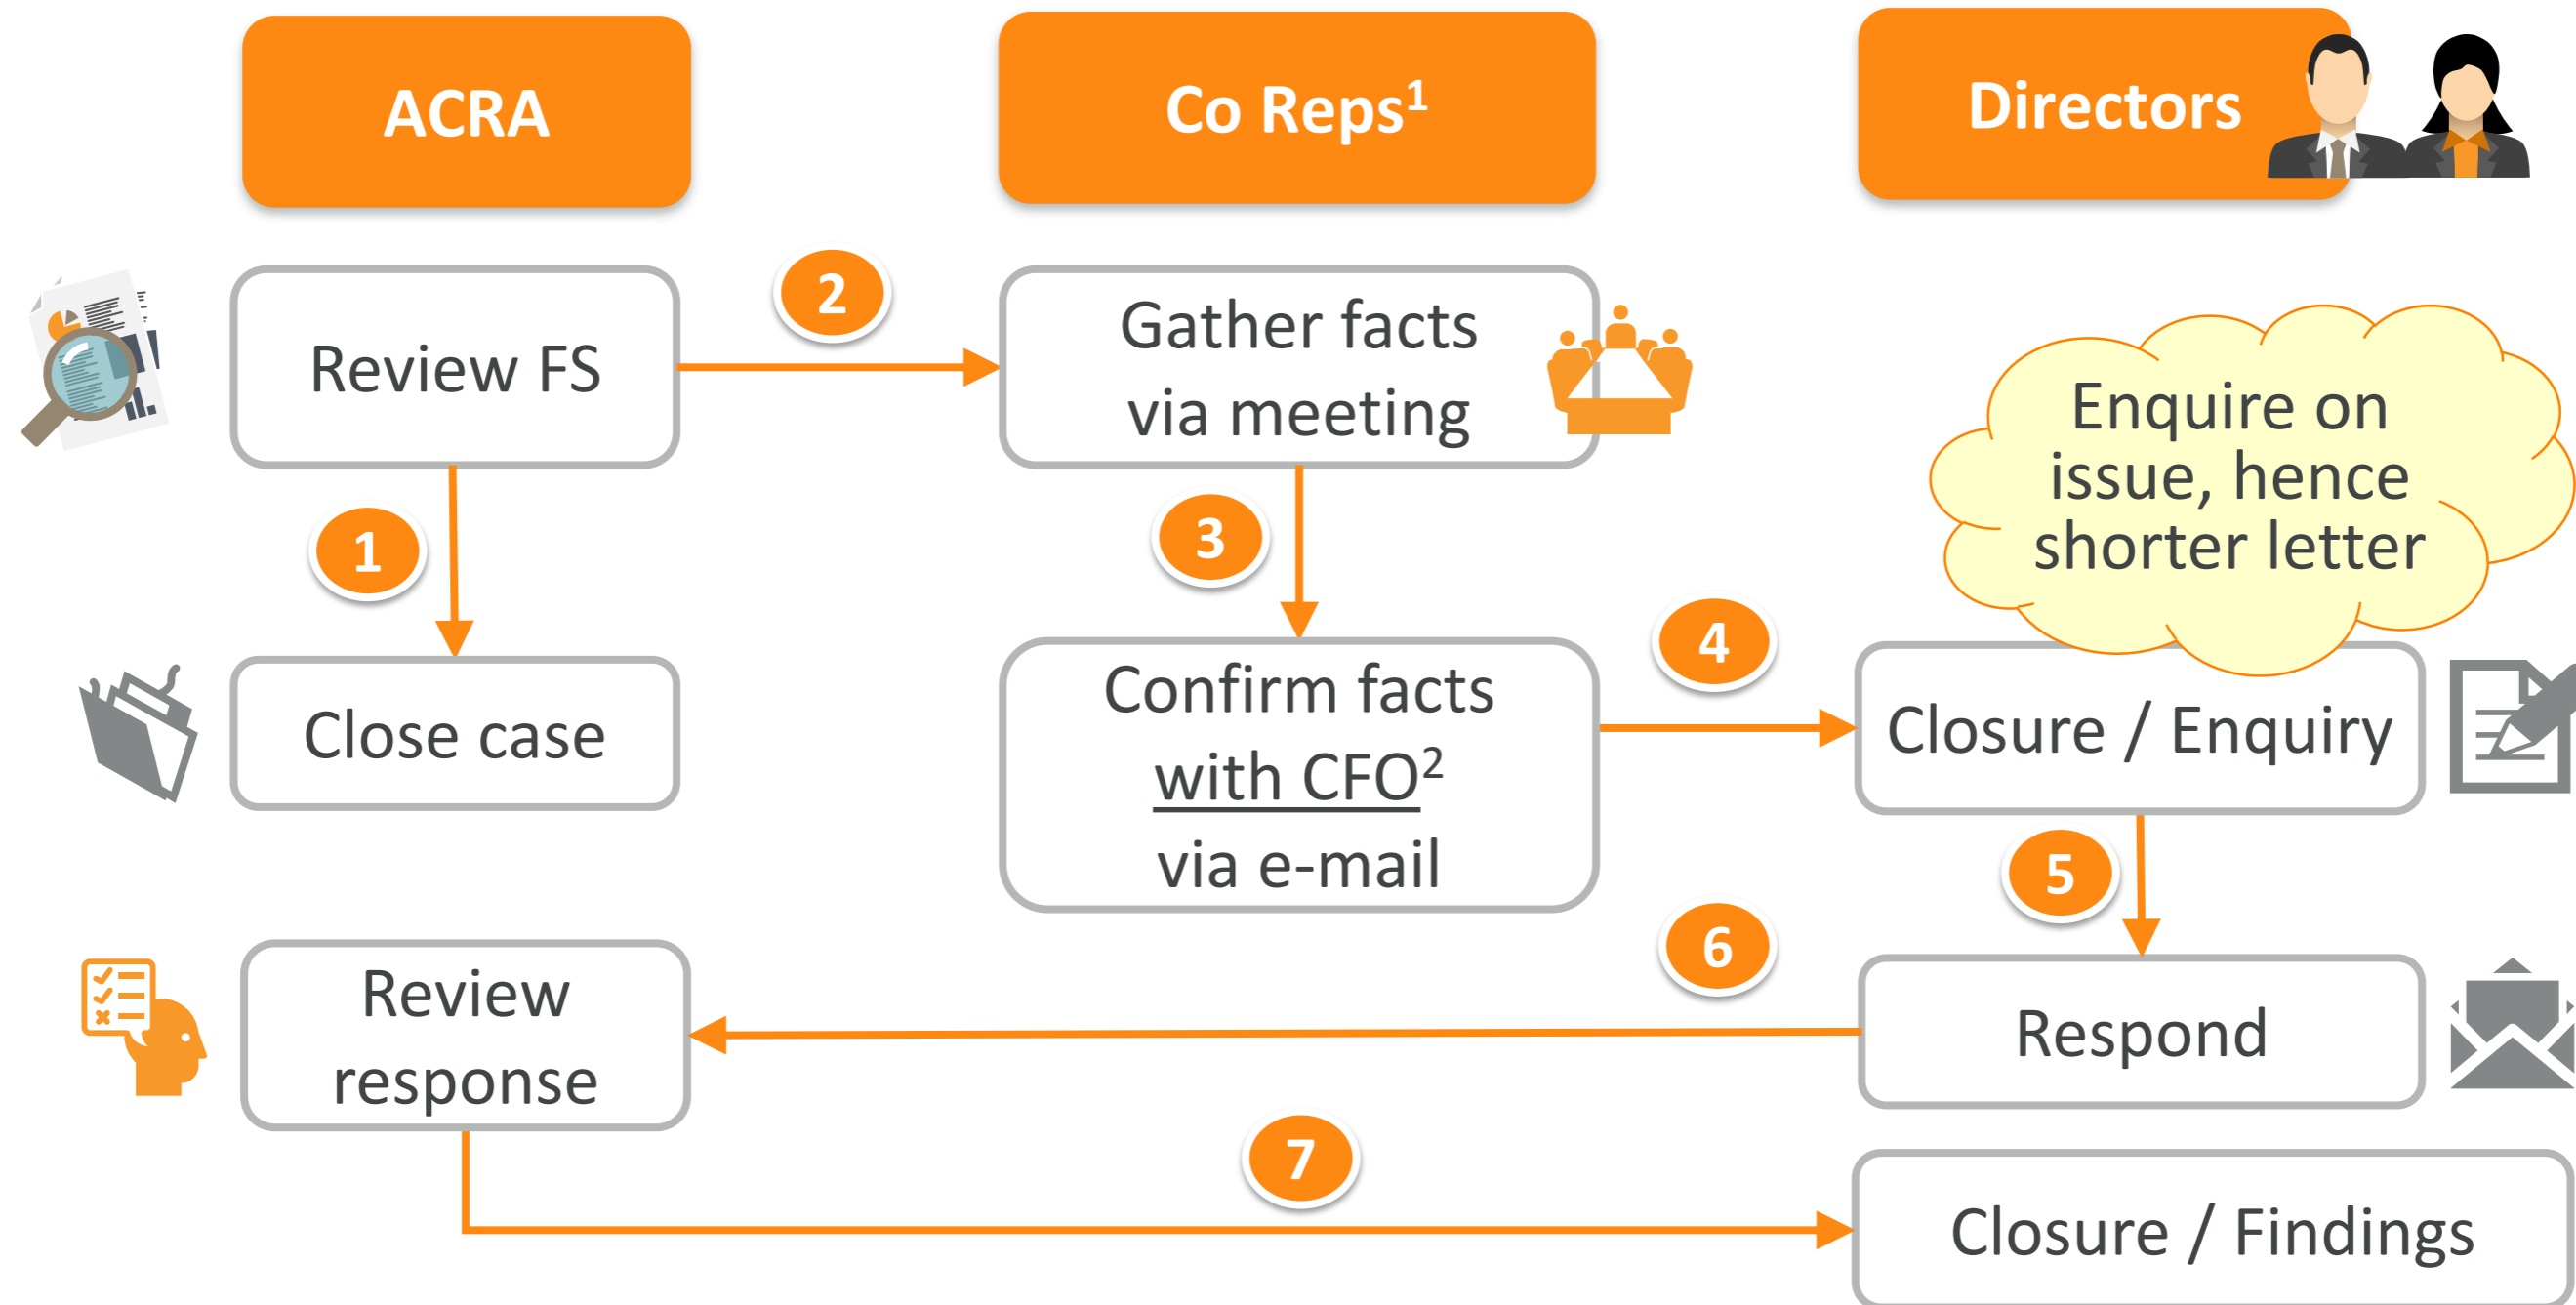 ACRA
Co Reps¹
Directors
Review FS
2
Gather facts
via meeting
Enquire on
issue, hence
shorter letter
1
3
Close case
Confirm facts
with CFO²
via e-mail
4
Closure / Enquiry
5
6
Review
response
Respond
7
Closure / Findings